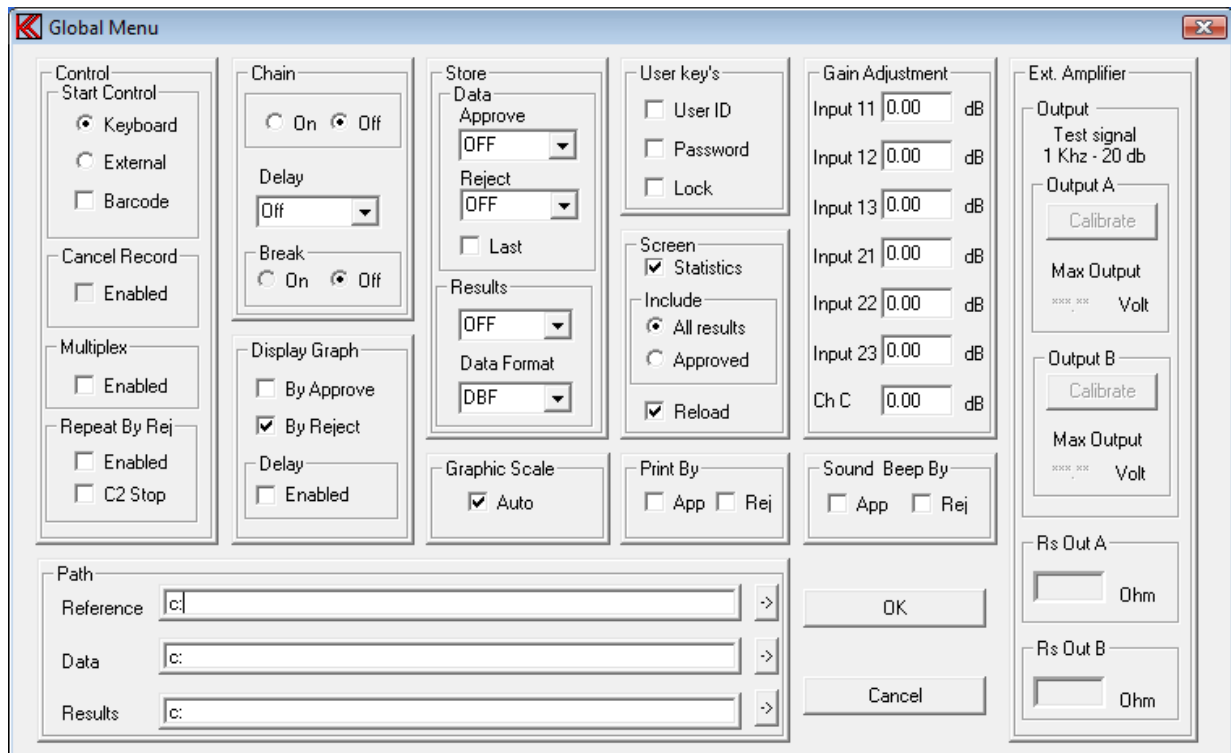 Global Menu
Control
Start Control
Keyboard
External
Barcode
Cancel Record
Enabled
Multiplex
Enabled
Repeat By Rej
Enabled
C2 Stop
Chain
On Off
Delay
Off
Break
On Off
Display Graph
By Approve
By Reject
Delay
Enabled
Store
Data
Approve
OFF
Reject
OFF
Last
Results
OFF
Data Format
DBF
Graphic Scale
Auto
User key's
User ID
Password
Lock
Screen
Statistics
Include
All results
Approved
Reload
Print By
App Rej
Gain Adjustment
Input 11 0.00 dB
Input 12 0.00 dB
Input 13 0.00 dB
Input 21 0.00 dB
Input 22 0.00 dB
Input 23 0.00 dB
Ch C 0.00 dB
Sound Beep By
App Rej
Ext. Amplifier
Output
Test signal
1 Khz - 20 db
Output A
Calibrate
Max Output
***.** Volt
Output B
Calibrate
Max Output
***.** Volt
Rs Out A
Ohm
Rs Out B
Ohm
Path
Reference c: ->
Data c: ->
Results c: ->
OK
Cancel